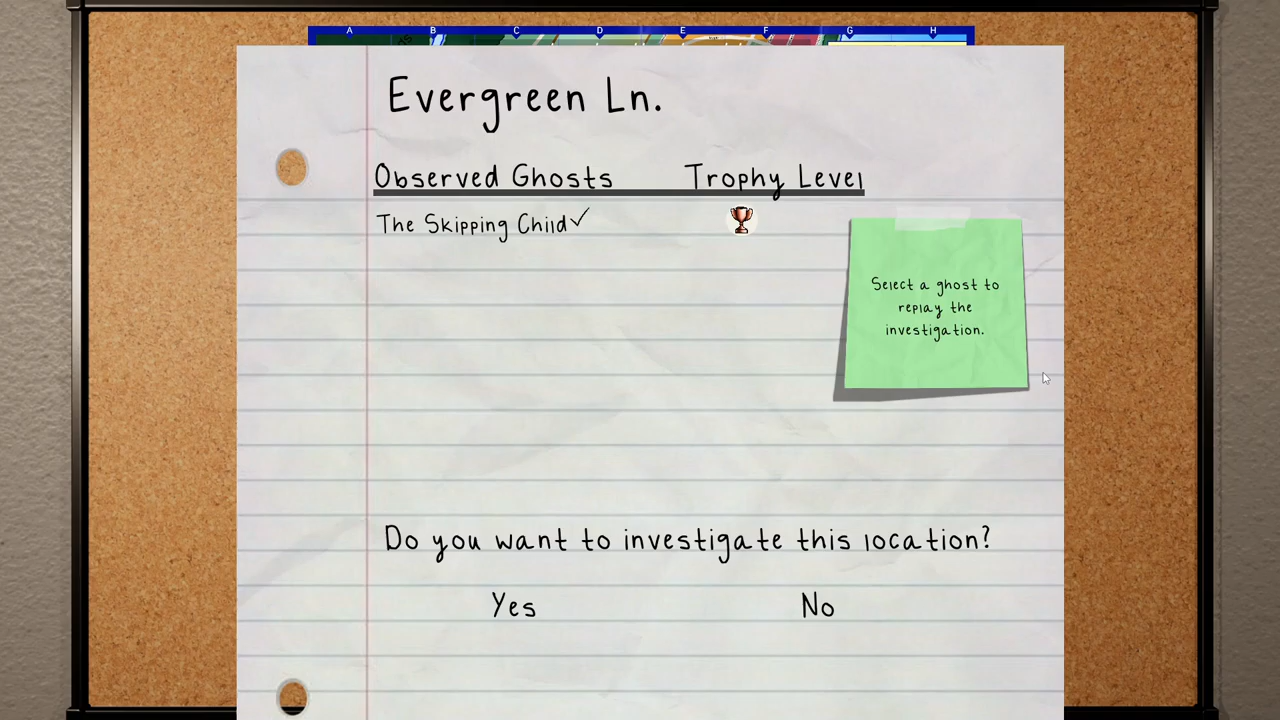 A B C D E F G H
Evergreen Ln.
Observed Ghosts Trophy Level
The Skipping Child
Select a ghost to
replay the
investigation.
Do you want to investigate this location?
Yes No